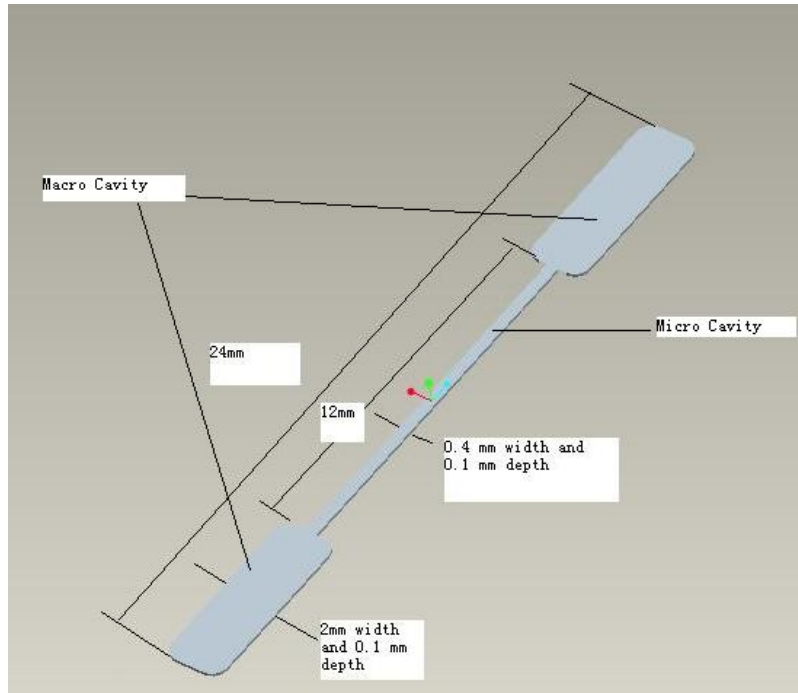 Macro Cavity
Micro Cavity
24mm
12mm
0.4 mm width and
0.1 mm depth
2mm width
and 0.1 mm
depth